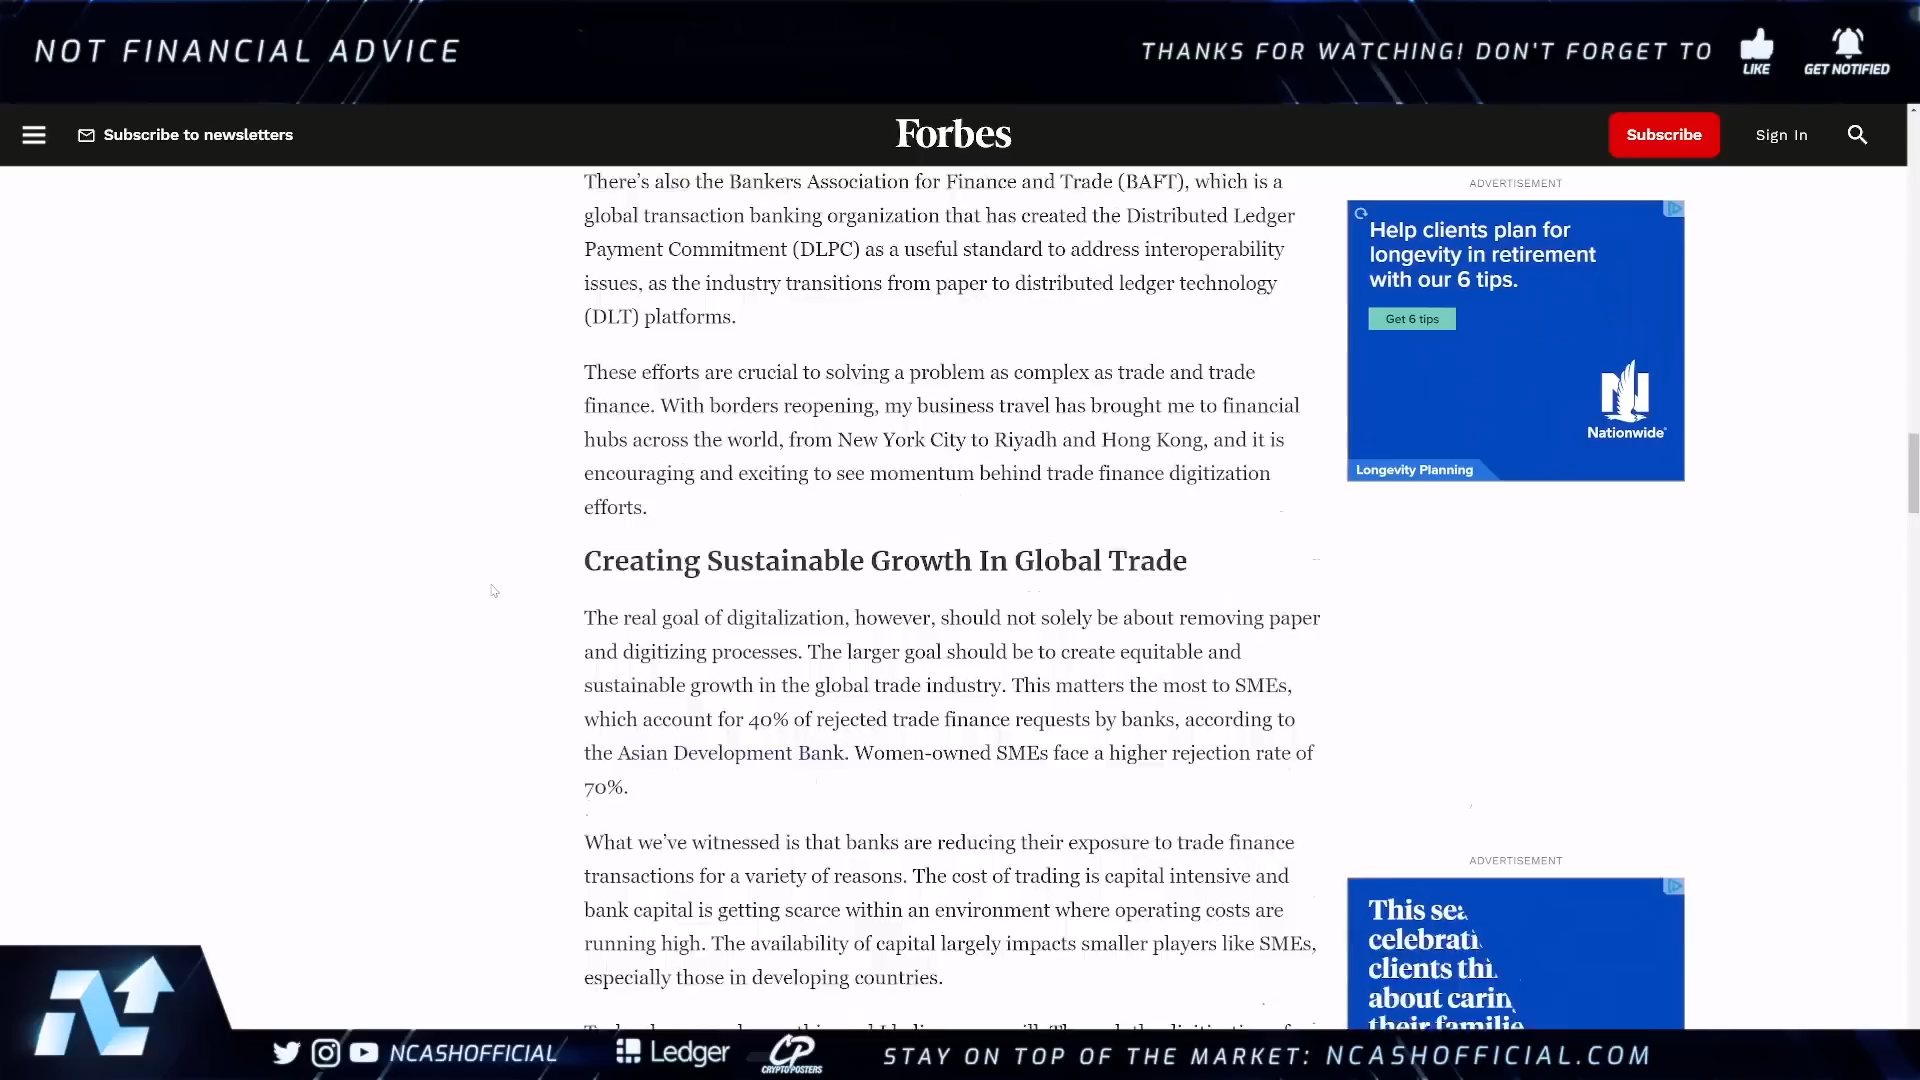 NOT FINANCIAL ADVICE
THANKS FOR WATCHING! DON'T FORGET TO
LIKE
GET NOTIFIED
Subscribe to newsletters
Forbes
Subscribe
Sign In
There's also the Bankers Association for Finance and Trade (BAFT), which is a
global transaction banking organization that has created the Distributed Ledger
Payment Commitment (DLPC) as a useful standard to address interoperability
issues, as the industry transitions from paper to distributed ledger technology
(DLT) platforms.
These efforts are crucial to solving a problem as complex as trade and trade
finance. With borders reopening, my business travel has brought me to financial
hubs across the world, from New York City to Riyadh and Hong Kong, and it is
encouraging and exciting to see momentum behind trade finance digitization
efforts.
Creating Sustainable Growth In Global Trade
The real goal of digitalization, however, should not solely be about removing paper
and digitizing processes. The larger goal should be to create equitable and
sustainable growth in the global trade industry. This matters the most to SMEs,
which account for 40% of rejected trade finance requests by banks, according to
the Asian Development Bank. Women-owned SMEs face a higher rejection rate of
70%.
What we've witnessed is that banks are reducing their exposure to trade finance
transactions for a variety of reasons. The cost of trading is capital intensive and
bank capital is getting scarce within an environment where operating costs are
running high. The availability of capital largely impacts smaller players like SMEs,
especially those in developing countries.
ADVERTISEMENT
Help clients plan for
longevity in retirement
with our 6 tips.
Get 6 tips
Nationwide
Longevity Planning
ADVERTISEMENT
This sea
celebrati
clients thi
about carin
their familie
NCASHOFFICIAL
Ledger
CP
CRYPTOPOSTERS
STAY ON TOP OF THE MARKET: NCASHOFFICIAL.COM